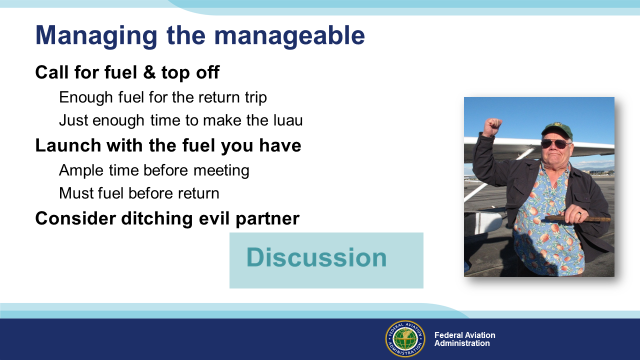 Managing the manageable
Call for fuel & top off
Enough fuel for the return trip
Just enough time to make the luau
Launch with the fuel you have
Ample time before meeting
Must fuel before return
Consider ditching evil partner
Discussion
Federal Aviation
Administration